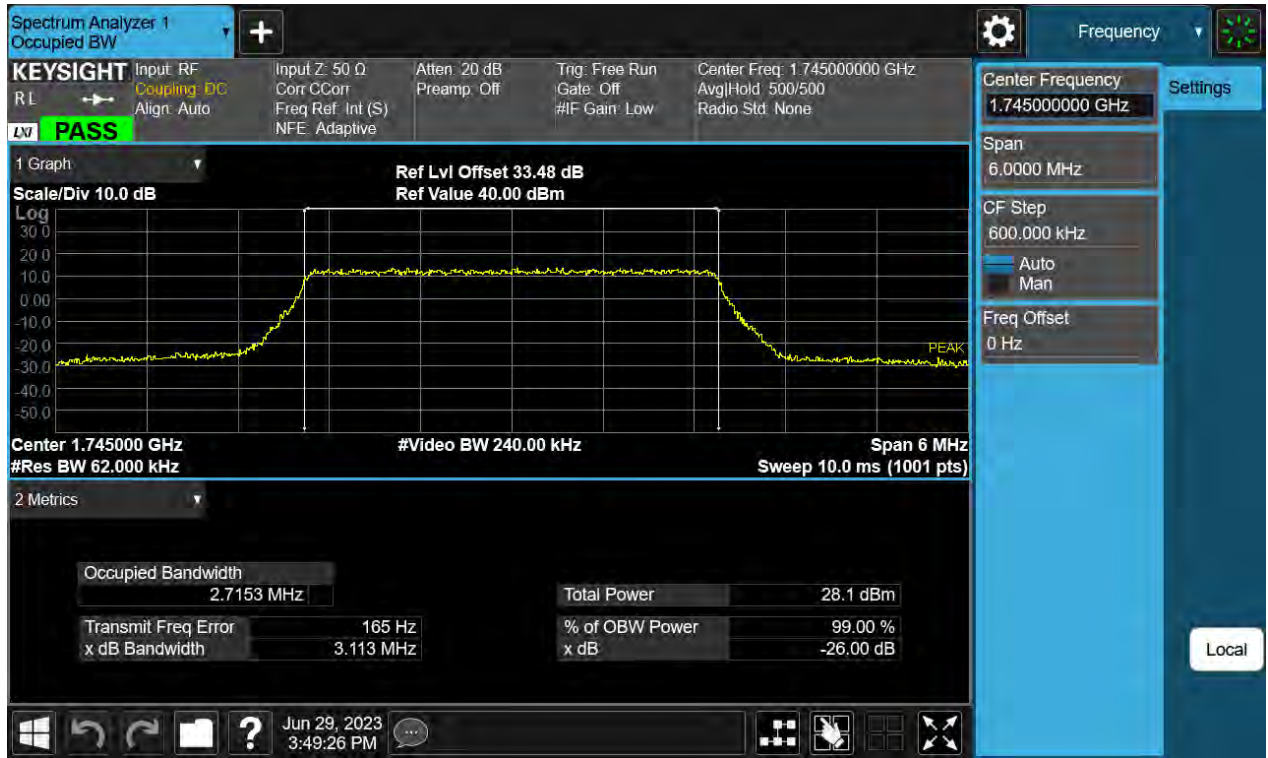 Spectrum Analyzer 1
Occupied BW
+
Frequency
KEYSIGHT
RL
LXI
PASS
Input: RF
Coupling: DC
Align: Auto
Input Z: 50 Ω
Corr CCorr
Freq Ref: Int (S)
NFE: Adaptive
Atten: 20 dB
Preamp: Off
Trig: Free Run
Gate: Off
#IF Gain: Low
Center Freq: 1.745000000 GHz
Avg|Hold: 500/500
Radio Std: None
Center Frequency
1.745000000 GHz
Settings
Span
6.0000 MHz
CF Step
600.000 kHz
Auto
Man
Freq Offset
0 Hz
Local
1 Graph
Scale/Div 10.0 dB
Ref Lvl Offset 33.48 dB
Ref Value 40.00 dBm
Log
30.0
20.0
10.0
0.00
-10.0
-20.0
-30.0
-40.0
-50.0
PEAK
Center 1.745000 GHz
#Video BW 240.00 kHz
Span 6 MHz
#Res BW 62.000 kHz
Sweep 10.0 ms (1001 pts)
2 Metrics
Occupied Bandwidth
2.7153 MHz
Transmit Freq Error 165 Hz
x dB Bandwidth 3.113 MHz
Total Power 28.1 dBm
% of OBW Power 99.00 %
x dB -26.00 dB
?
Jun 29, 2023
3:49:26 PM